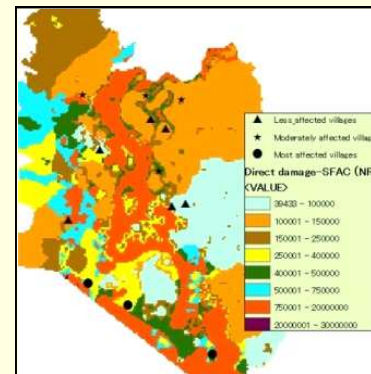 Less affected villages
Moderately affected villag
Most affected villages
Direct damage-SFAC (NR
<VALUE>
39433 - 100000
100001 - 150000
150001 - 250000
250001 - 400000
400001 - 500000
500001 - 750000
750001 - 20000000
20000001 - 30000000